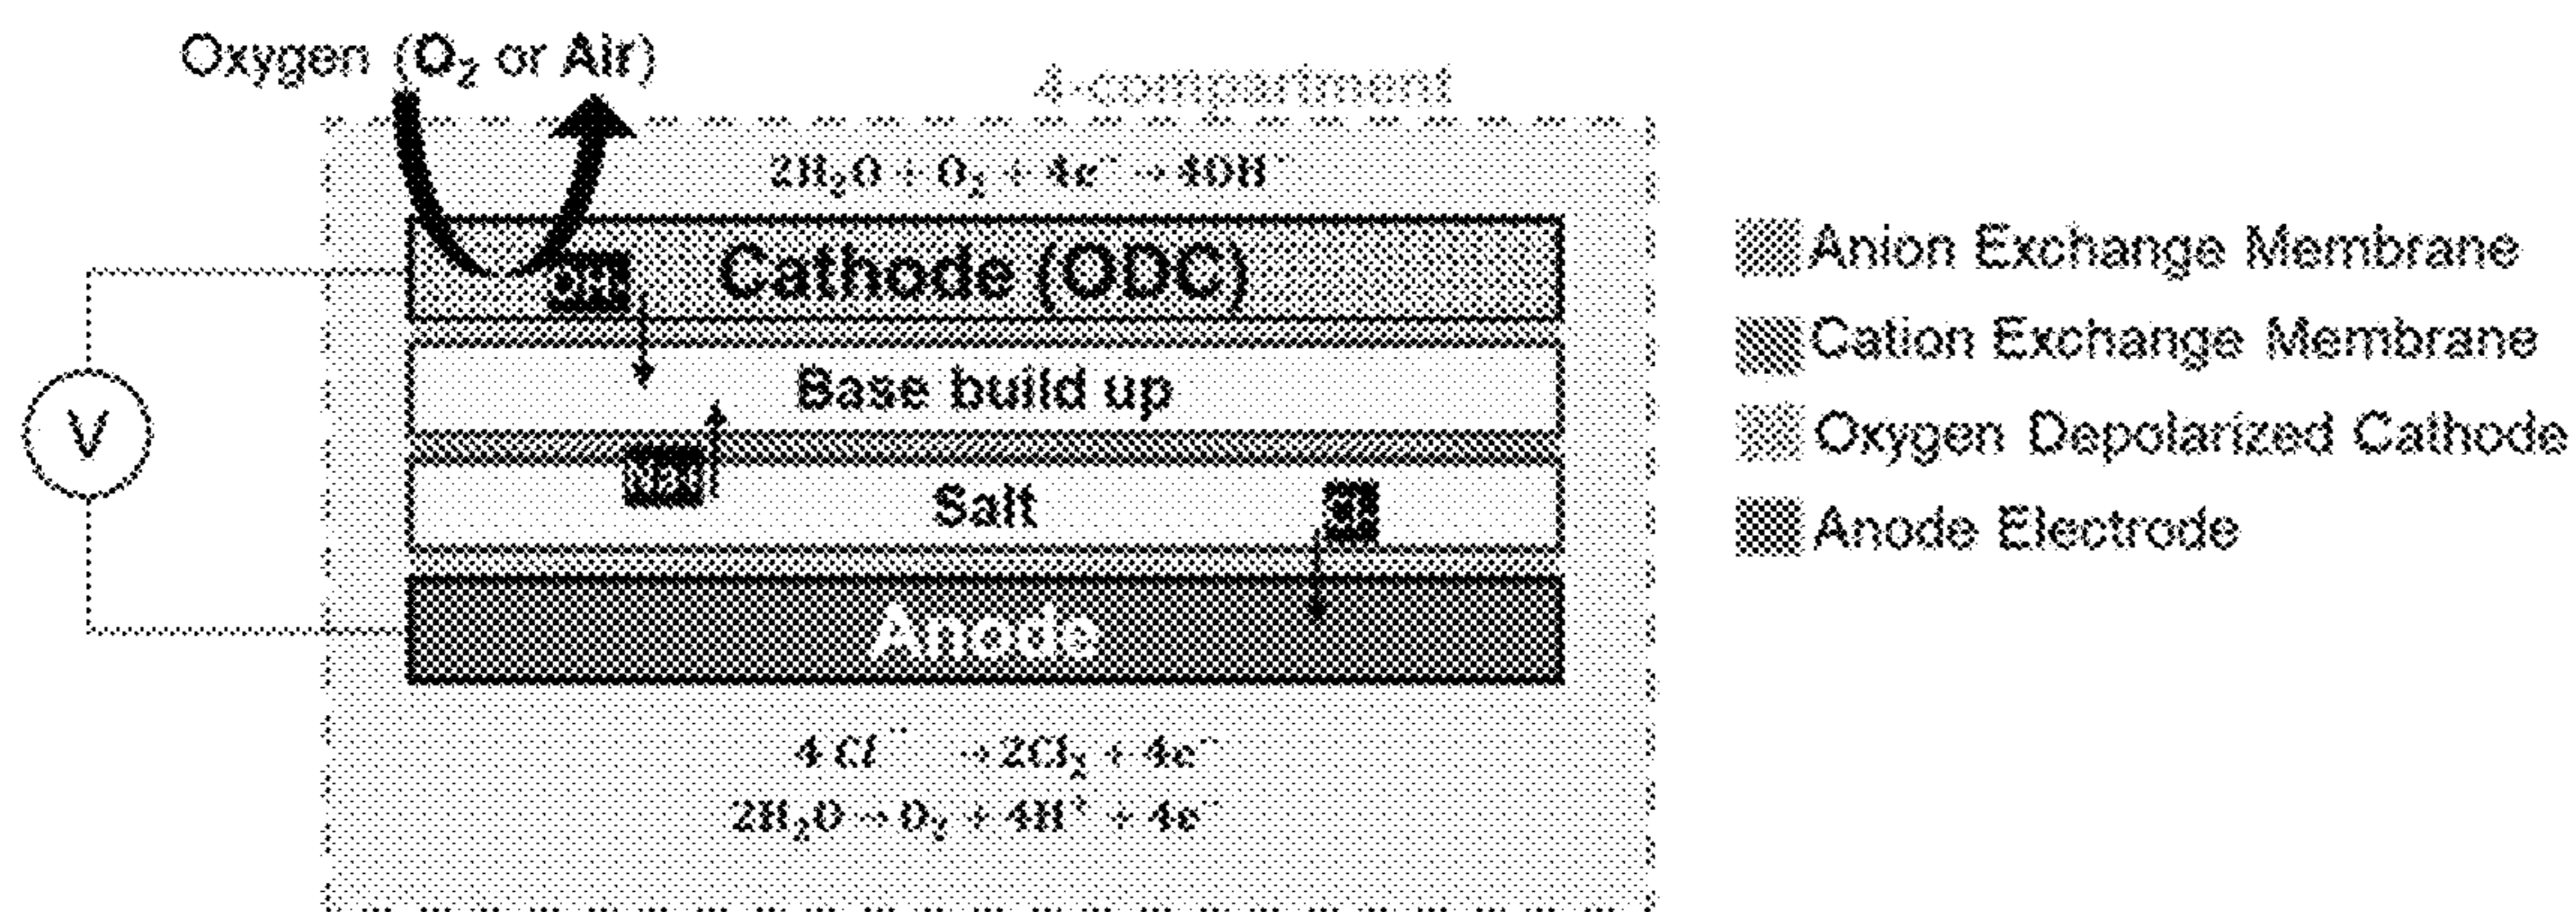 Oxygen (O₂ or Air)
4-compartment
2H₂O + O₂ + 4e⁻ → 4OH⁻
Cathode (ODC)
Base build up
V
Salt
Anode
4 Cl⁻ → 2Cl₂ + 4e⁻
2H₂O → O₂ + 4H⁺ + 4e⁻
Anion Exchange Membrane
Cation Exchange Membrane
Oxygen Depolarized Cathode
Anode Electrode